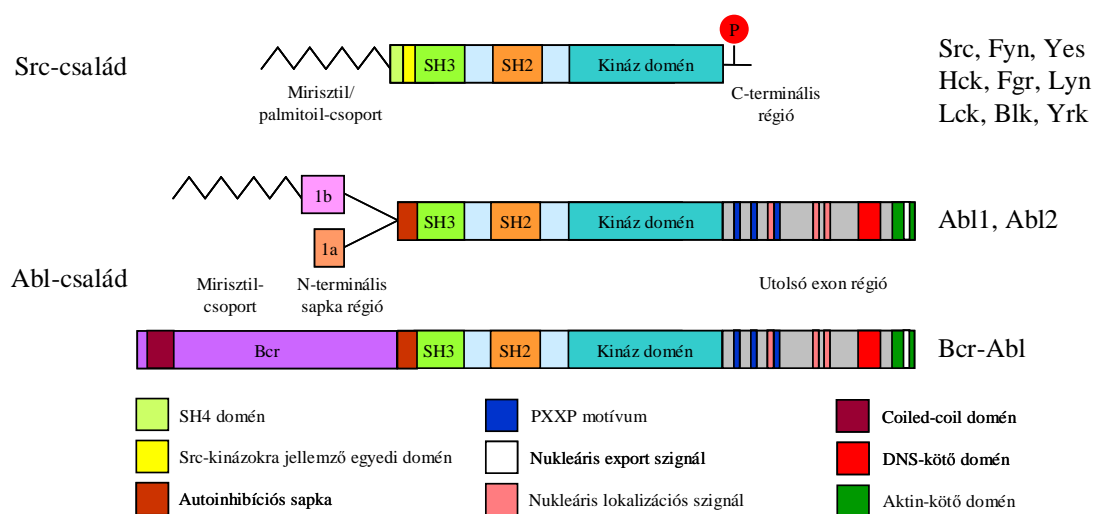 Src-család
SH3
SH2
Kináz domén
P
Mirisztil/
palmitoil-csoport
C-terminális
régió
Src, Fyn, Yes
Hck, Fgr, Lyn
Lck, Blk, Yrk
Abl-család
1b
1a
SH3
SH2
Kináz domén
Abl1, Abl2
Mirisztil-
csoport
N-terminális
sapka régió
Utolsó exon régió
Bcr
SH3
SH2
Kináz domén
Bcr-Abl
SH4 domén
PXXP motívum
Coiled-coil domén
Src-kinázokra jellemző egyedi domén
Nukleáris export szignál
DNS-kötő domén
Autoinhibíciós sapka
Nukleáris lokalizációs szignál
Aktin-kötő domén